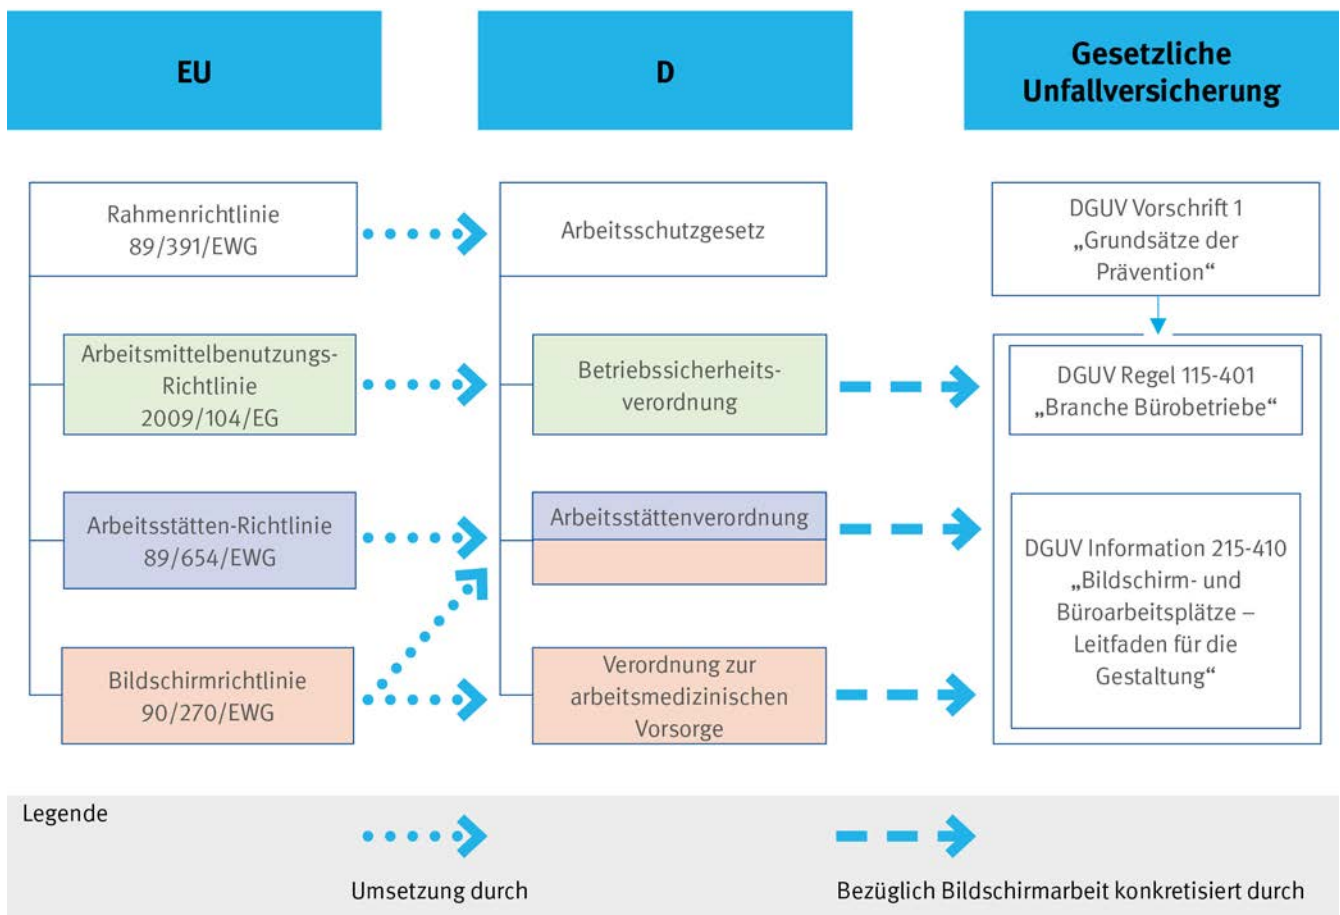 EU
D
Gesetzliche
Unfallversicherung
Rahmenrichtlinie
89/391/EWG
Arbeitsschutzgesetz
DGUV Vorschrift 1
„Grundsätze der
Prävention“
Arbeitsmittelbenutzungs-
Richtlinie
2009/104/EG
Betriebssicherheits-
verordnung
DGUV Regel 115-401
„Branche Bürobetriebe“
Arbeitsstätten-Richtlinie
89/654/EWG
Arbeitsstättenverordnung
DGUV Information 215-410
„Bildschirm- und
Büroarbeitsplätze –
Leitfaden für die
Gestaltung“
Bildschirmrichtlinie
90/270/EWG
Verordnung zur
arbeitsmedizinischen
Vorsorge
Legende
Umsetzung durch
Bezüglich Bildschirmarbeit konkretisiert durch